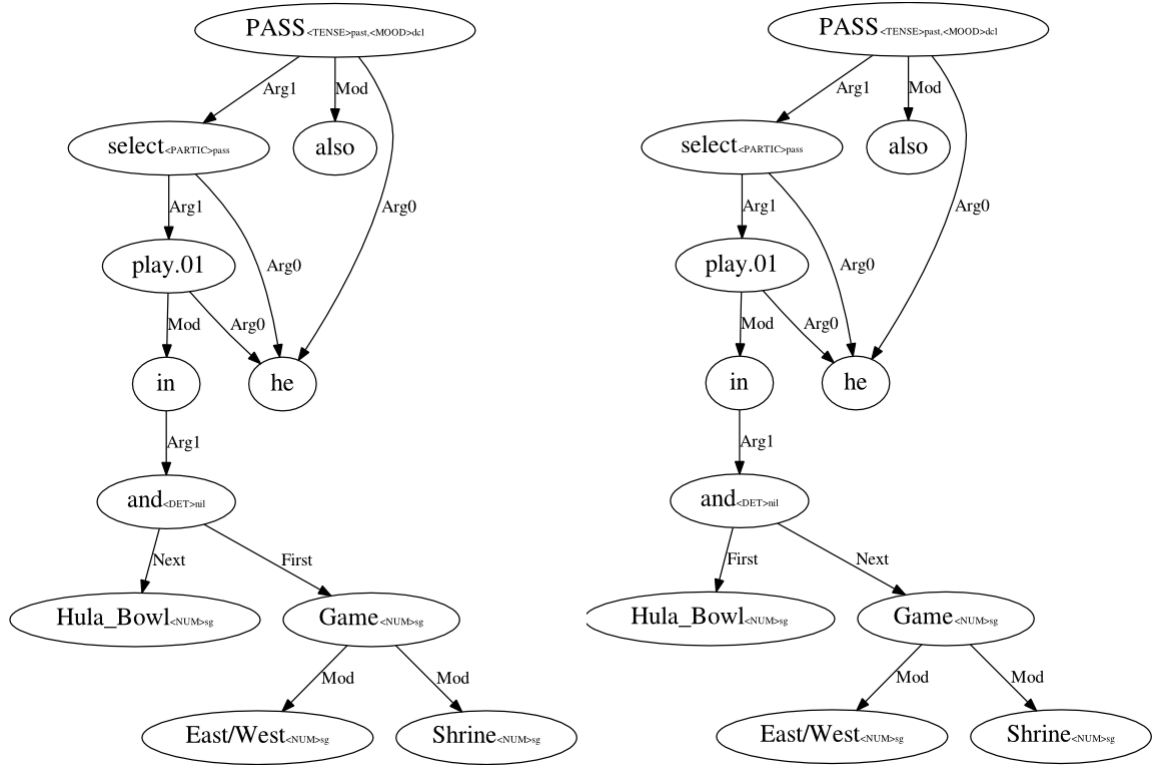 PASS<TENSE>past,<MOOD>dcl
Arg1
Mod
select<PARTIC>pass
also
Arg1
Arg0
Arg0
play.01
Mod
Arg0
in
he
Arg1
and<DET>nil
Next
First
Hula_Bowl<NUM>sg
Game<NUM>sg
Mod
Mod
East/West<NUM>sg
Shrine<NUM>sg
PASS<TENSE>past,<MOOD>dcl
Arg1
Mod
select<PARTIC>pass
also
Arg1
Arg0
Arg0
play.01
Mod
Arg0
in
he
Arg1
and<DET>nil
First
Next
Hula_Bowl<NUM>sg
Game<NUM>sg
Mod
Mod
East/West<NUM>sg
Shrine<NUM>sg